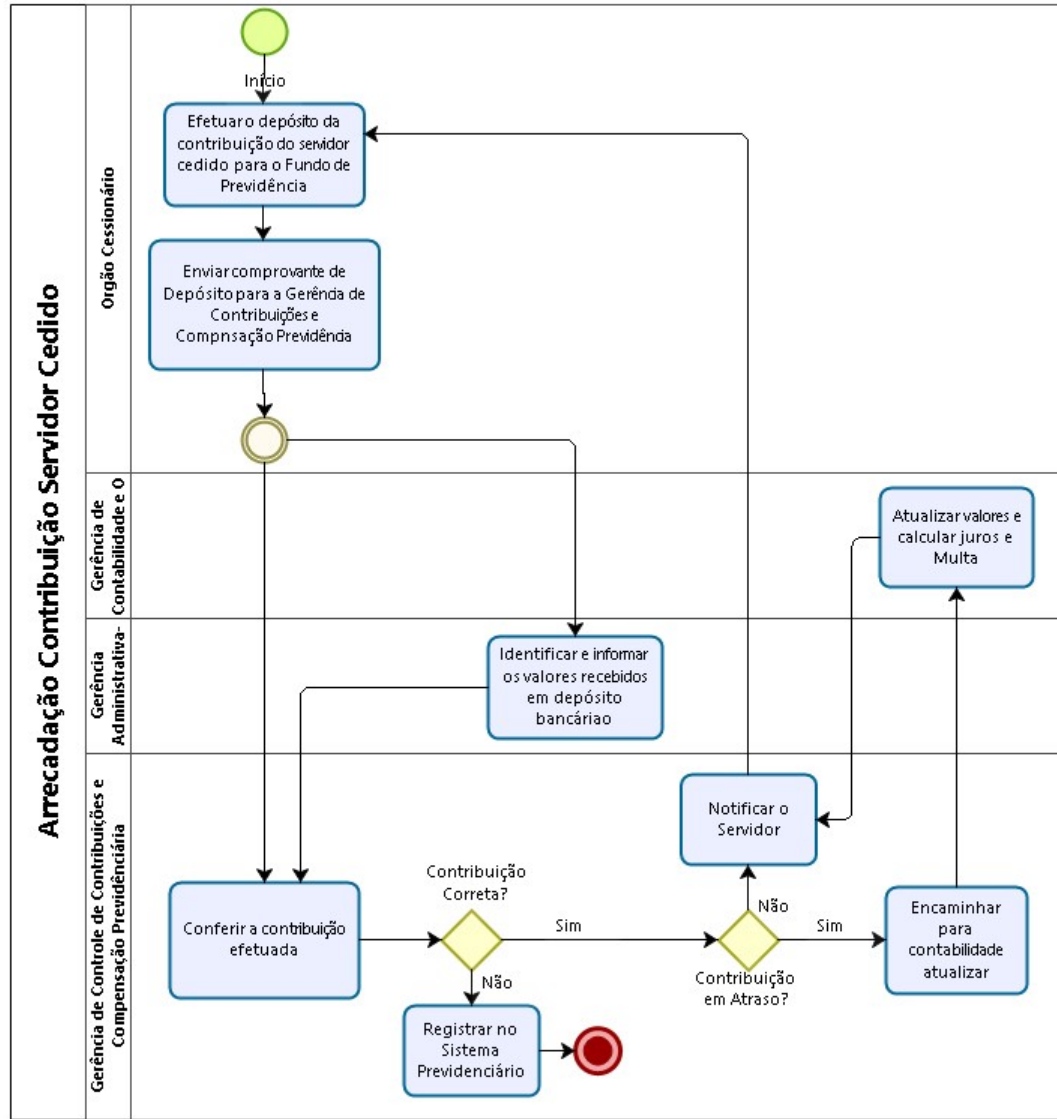 Arrecadação Contribuição Servidor Cedido
Orgão Cessionário
Início
Efetuar o depósito da
contribuição do servidor
cedido para o Fundo de
Previdência
Enviar comprovante de
Depósito para a Gerência de
Contribuições e
Compnsação Previdência
Gerência de
Contabilidade e O
Atualizar valores e
calcular juros e
Multa
Gerência
Administrativa-
Identificar e informar
os valores recebidos
em depósito
bancáriao
Gerência de Controle de Contribuições e
Compensação Previdênciária
Notificar o
Servidor
Conferir a contribuição
efetuada
Contribuição
Correta?
Sim
Não
Contribuição
em Atraso?
Não
Sim
Encaminhar
para
contabilidade
atualizar
Registrar no
Sistema
Previdenciário